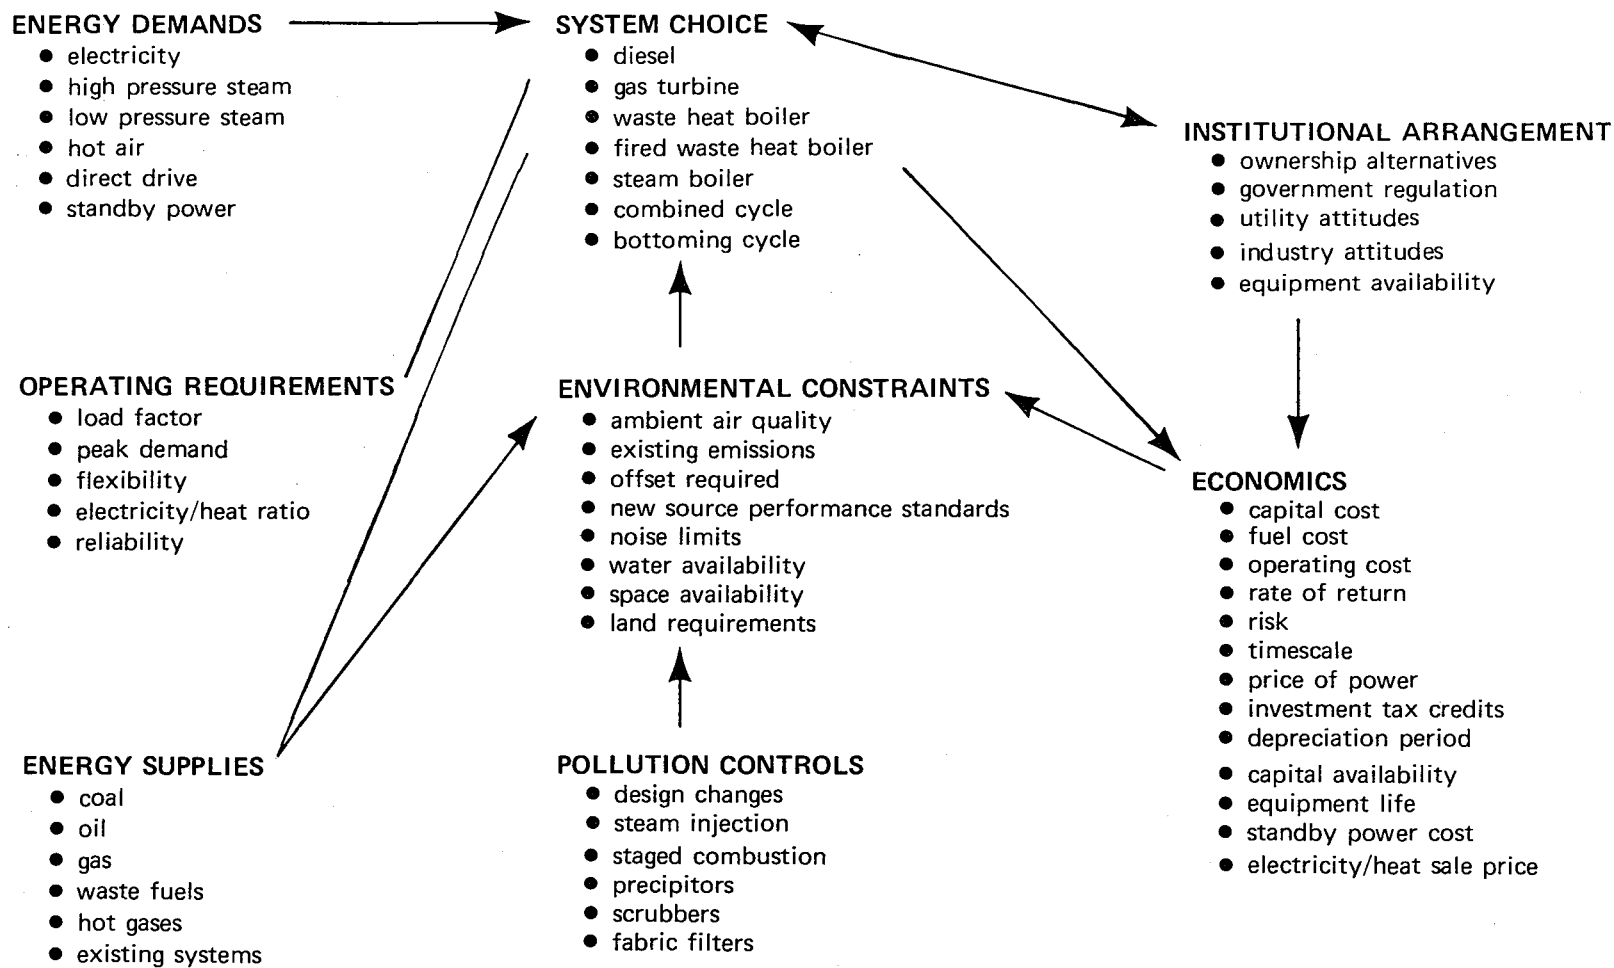 ENERGY DEMANDS
● electricity
● high pressure steam
● low pressure steam
● hot air
● direct drive
● standby power
SYSTEM CHOICE
● diesel
● gas turbine
● waste heat boiler
● fired waste heat boiler
● steam boiler
● combined cycle
● bottoming cycle
INSTITUTIONAL ARRANGEMENT
● ownership alternatives
● government regulation
● utility attitudes
● industry attitudes
● equipment availability
OPERATING REQUIREMENTS
● load factor
● peak demand
● flexibility
● electricity/heat ratio
● reliability
ENVIRONMENTAL CONSTRAINTS
● ambient air quality
● existing emissions
● offset required
● new source performance standards
● noise limits
● water availability
● space availability
● land requirements
ECONOMICS
● capital cost
● fuel cost
● operating cost
● rate of return
● risk
● timescale
● price of power
● investment tax credits
● depreciation period
● capital availability
● equipment life
● standby power cost
● electricity/heat sale price
ENERGY SUPPLIES
● coal
● oil
● gas
● waste fuels
● hot gases
● existing systems
POLLUTION CONTROLS
● design changes
● steam injection
● staged combustion
● precipitors
● scrubbers
● fabric filters